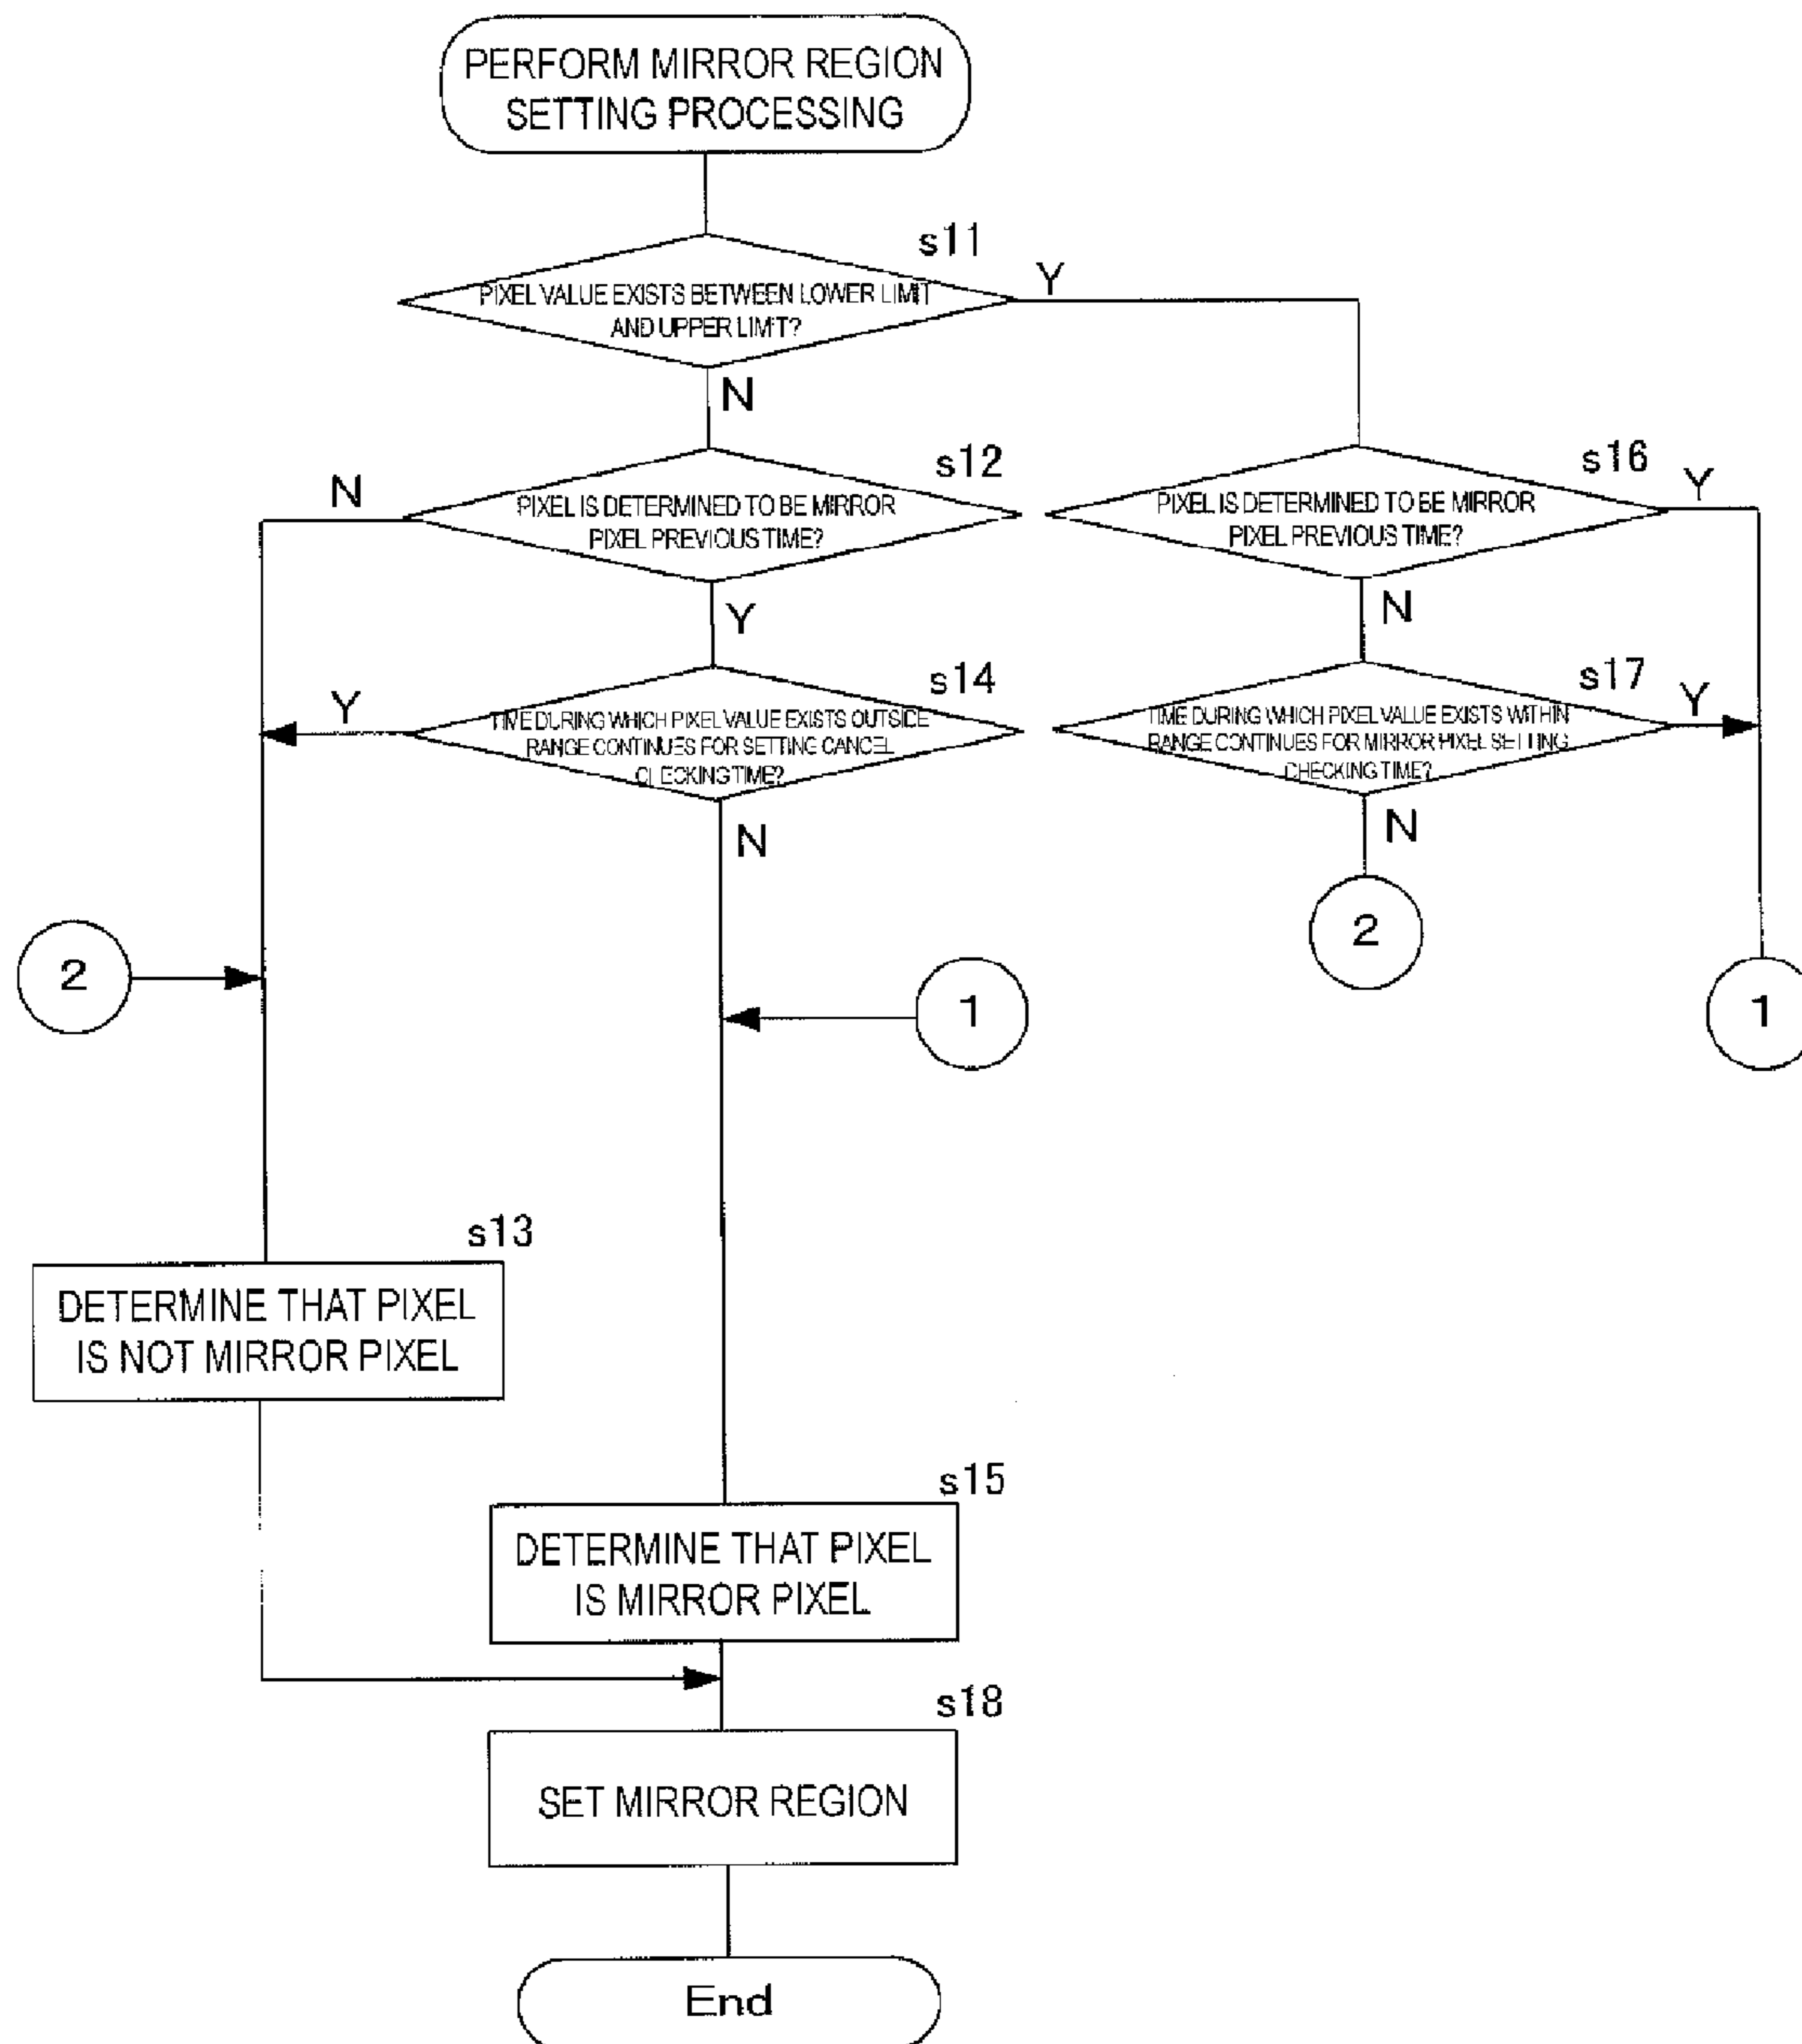 PERFORM MIRROR REGION
SETTING PROCESSING
s11
PIXEL VALUE EXISTS BETWEEN LOWER LIMIT
AND UPPER LIMIT?
Y
N
s12
PIXEL IS DETERMINED TO BE MIRROR
PIXEL PREVIOUS TIME?
N
Y
s16
PIXEL IS DETERMINED TO BE MIRROR
PIXEL PREVIOUS TIME?
Y
N
s14
TIME DURING WHICH PIXEL VALUE EXISTS OUTSIDE
RANGE CONTINUES FOR SETTING CANCEL
CHECKING TIME?
Y
N
s17
TIME DURING WHICH PIXEL VALUE EXISTS WITHIN
RANGE CONTINUES FOR MIRROR PIXEL SETTING
CHECKING TIME?
Y
N
2
2
1
1
s13
DETERMINE THAT PIXEL
IS NOT MIRROR PIXEL
s15
DETERMINE THAT PIXEL
IS MIRROR PIXEL
s18
SET MIRROR REGION
End